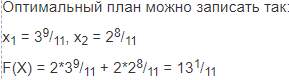 Оптимальный план можно записать так:
x₁ = 3⁹/₁₁, x₂ = 2⁸/₁₁
F(X) = 2*3⁹/₁₁ + 2*2⁸/₁₁ = 13¹/₁₁